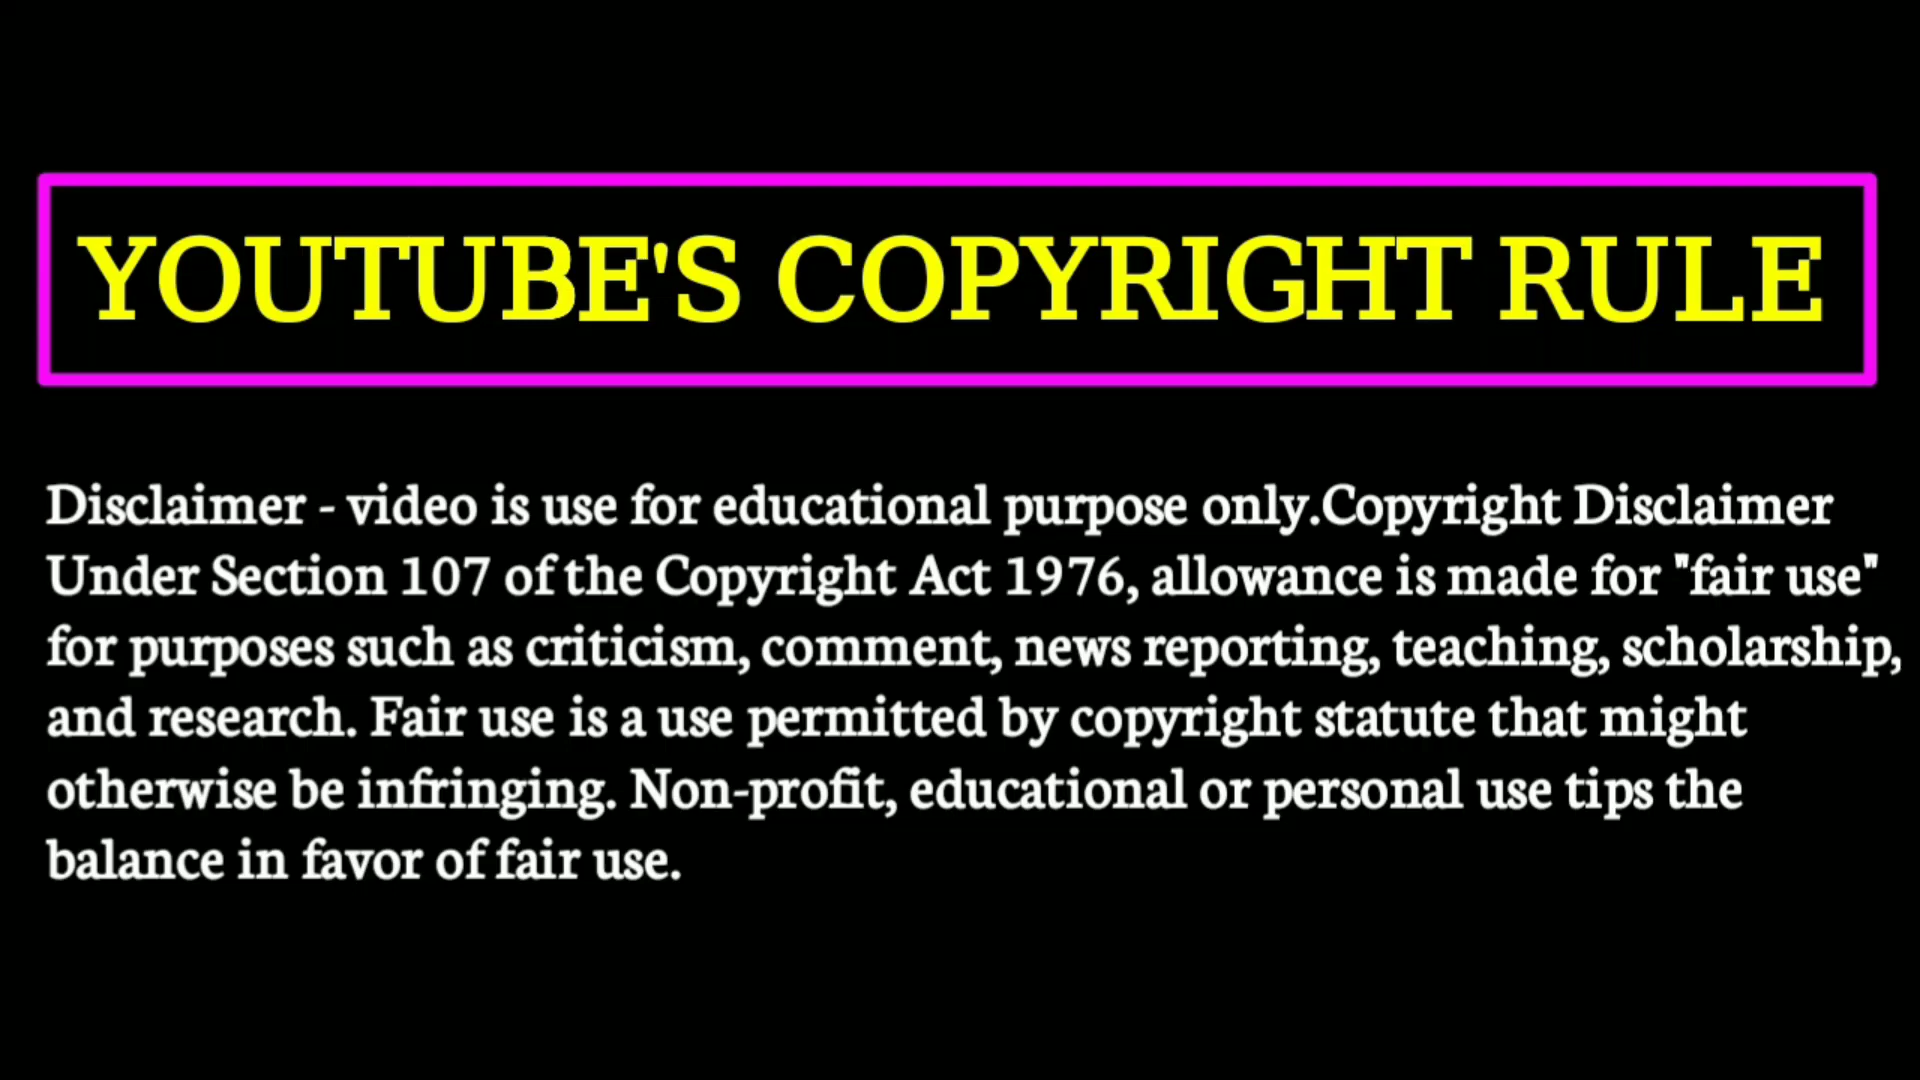 YOUTUBE'S COPYRIGHT RULE
Disclaimer - video is use for educational purpose only.Copyright Disclaimer
Under Section 107 of the Copyright Act 1976, allowance is made for "fair use"
for purposes such as criticism, comment, news reporting, teaching, scholarship,
and research. Fair use is a use permitted by copyright statute that might
otherwise be infringing. Non-profit, educational or personal use tips the
balance in favor of fair use.